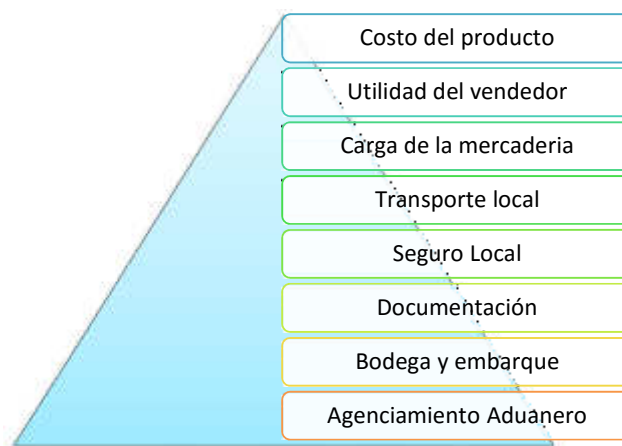 Costo del producto
Utilidad del vendedor
Carga de la mercaderia
Transporte local
Seguro Local
Documentación
Bodega y embarque
Agenciamiento Aduanero